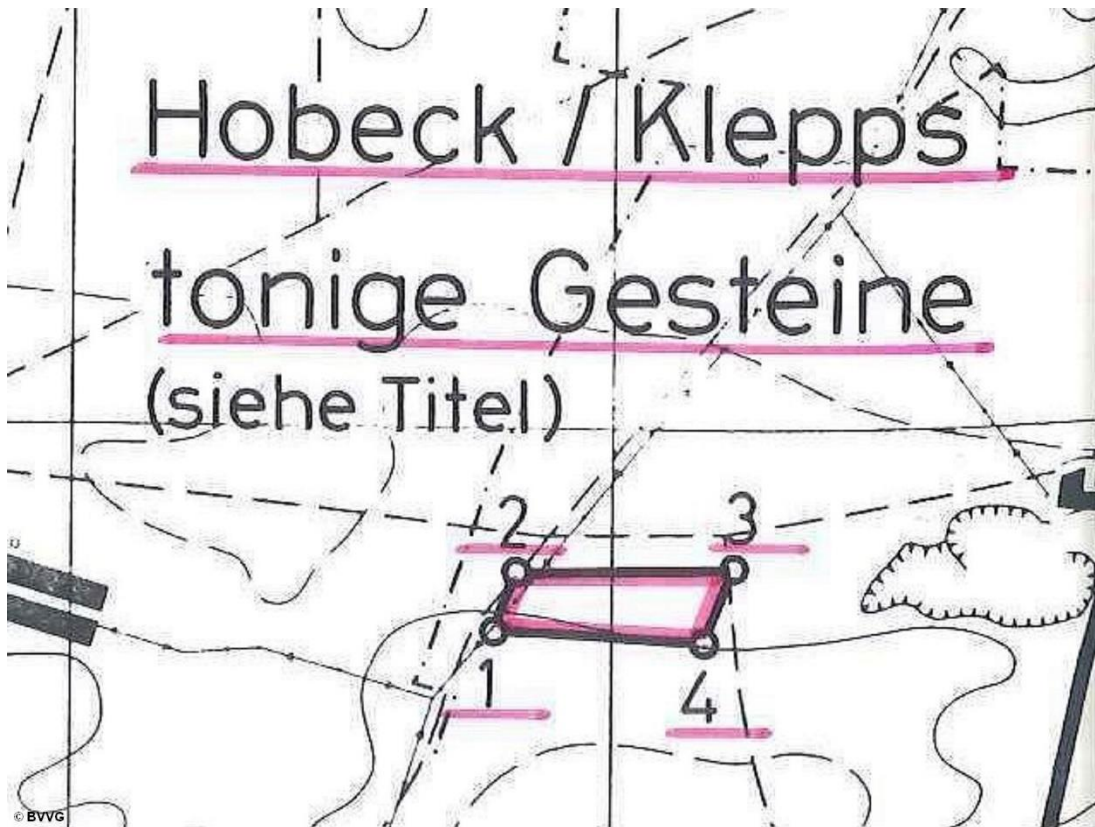 Hobeck / Klepps
tonige Gesteine
(siehe Titel)
2 3
1 4
© BVVG